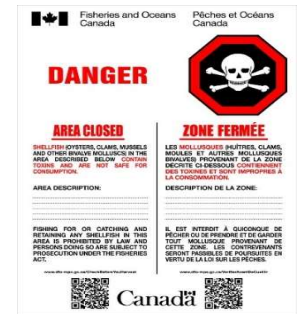 Fisheries and Oceans
Canada
Pêches et Océans
Canada
DANGER
AREA CLOSED
SHELLFISH (OYSTERS, CLAMS, MUSSELS
AND OTHER BIVALVE MOLLUSCS) IN THE
AREA DESCRIBED BELOW CONTAIN
TOXINS AND ARE NOT SAFE FOR
CONSUMPTION.
AREA DESCRIPTION:
FISHING FOR OR CATCHING AND
RETAINING ANY SHELLFISH IN THIS
AREA IS PROHIBITED BY LAW AND
PERSONS DOING SO ARE SUBJECT TO
PROSECUTION UNDER THE FISHERIES
ACT.
ZONE FERMÉE
LES MOLLUSQUES (HUÎTRES, CLAMS,
MOULES ET AUTRES MOLLUSQUES
BIVALVES) PROVENANT DE LA ZONE
DÉCRITE CI-DESSOUS CONTIENNENT
DES TOXINES ET SONT IMPROPRES À
LA CONSOMMATION.
DESCRIPTION DE LA ZONE:
IL EST INTERDIT À QUICONQUE DE
PÊCHER OU DE PRENDRE ET DE GARDER
TOUT MOLLUSQUE PROVENANT DE
CETTE ZONE. LES CONTREVENANTS
SERONT PASSIBLES DE POURSUITES EN
VERTU DE LA LOI SUR LES PÊCHES.
Canada